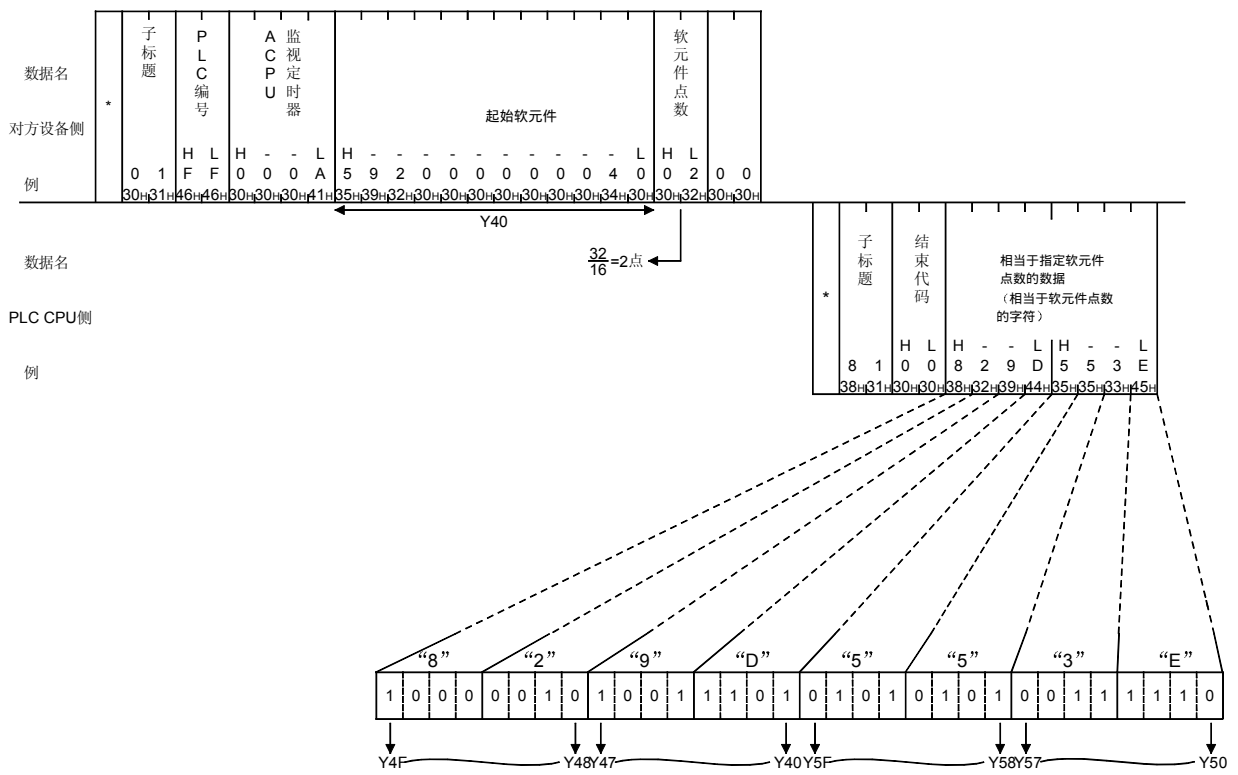 数据名
对方设备侧
例
*
子标题
PLC编号
ACPU
监视定时器
起始软元件
软元件点数
H L H - - L H - - - - - - - - - - L H L
0 1 F F 0 0 0 A 5 9 2 0 0 0 0 0 0 0 4 0 0 2 0 0
30H 31H 46H 46H 30H 30H 30H 41H 35H 39H 32H 30H 30H 30H 30H 30H 30H 30H 34H 30H 30H 32H 30H 30H
Y40
32/16=2点
数据名
PLC CPU侧
例
*
子标题
结束代码
相当于指定软元件
点数的数据
（相当于软元件点数
的字符）
H L H - - L H - - L
8 1 0 0 8 2 9 D 5 5 3 E
38H 31H 30H 30H 38H 32H 39H 44H 35H 35H 33H 45H
“8” “2” “9” “D” “5” “5” “3” “E”
1 0 0 0 0 0 1 0 1 0 0 1 1 1 0 1 0 1 0 1 0 1 0 1 0 0 1 1 1 1 1 0
Y4F Y48 Y47 Y40 Y5F Y58 Y57 Y50